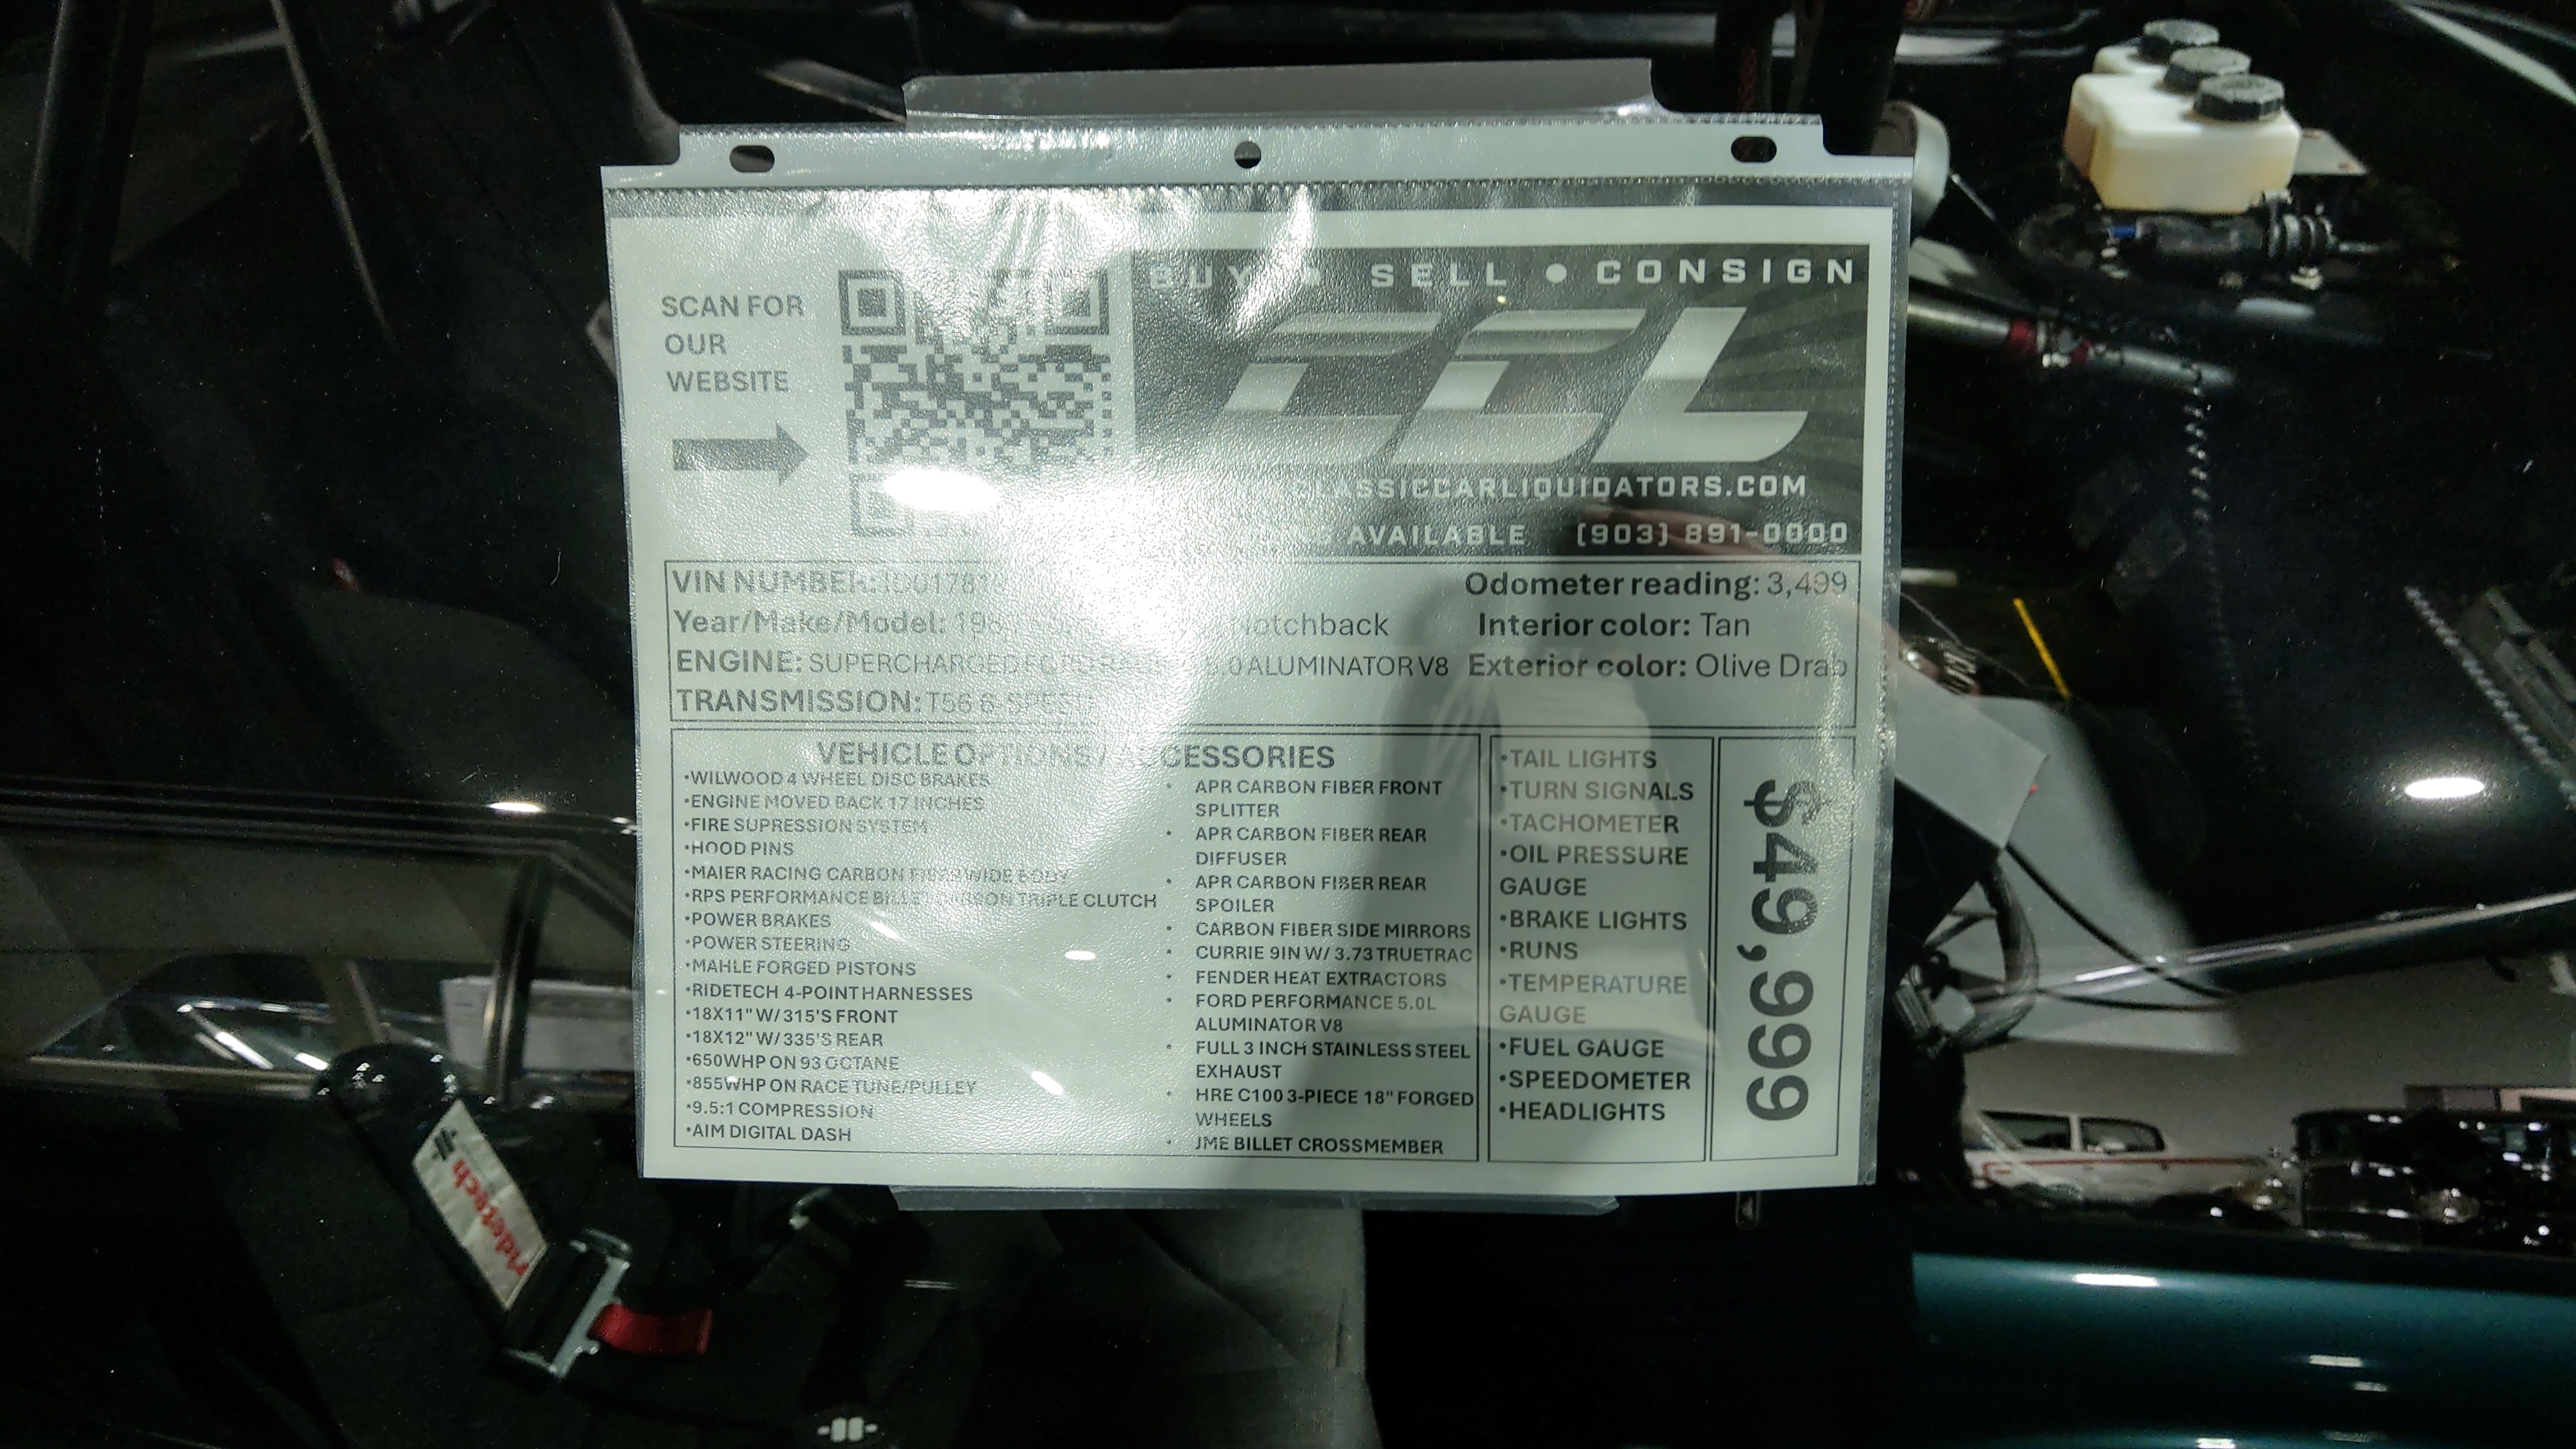 BUY • SELL • CONSIGN
SCAN FOR
OUR
WEBSITE
CCL
CLASSICCARLIQUIDATORS.COM
AVAILABLE (903) 891-0000
VIN NUMBER:
Odometer reading: 3,499
Year/Make/Model:
Notchback
Interior color: Tan
ENGINE: SUPERCHARGED
ALUMINATOR V8
Exterior color: Olive Drab
TRANSMISSION: T56 6-SPEED
VEHICLE OPTIONS / ACCESSORIES
•WILWOOD 4 WHEEL DISC BRAKES
•ENGINE MOVED BACK 17 INCHES
•FIRE SUPRESSION SYSTEM
•HOOD PINS
•MAIER RACING CARBON FIBER WIDE BODY
•RPS PERFORMANCE BILLET CARBON TRIPLE CLUTCH
•POWER BRAKES
•POWER STEERING
•MAHLE FORGED PISTONS
•RIDETECH 4-POINT HARNESSES
•18X11" W/ 315'S FRONT
•18X12" W/ 335'S REAR
•650WHP ON 93 OCTANE
•855WHP ON RACE TUNE/PULLEY
•9.5:1 COMPRESSION
•AIM DIGITAL DASH
• APR CARBON FIBER FRONT
SPLITTER
• APR CARBON FIBER REAR
DIFFUSER
• APR CARBON FIBER REAR
SPOILER
• CARBON FIBER SIDE MIRRORS
• CURRIE 9IN W/ 3.73 TRUETRAC
• FENDER HEAT EXTRACTORS
• FORD PERFORMANCE 5.0L
ALUMINATOR V8
• FULL 3 INCH STAINLESS STEEL
EXHAUST
• HRE C100 3-PIECE 18" FORGED
WHEELS
• JME BILLET CROSSMEMBER
•TAIL LIGHTS
•TURN SIGNALS
•TACHOMETER
•OIL PRESSURE
GAUGE
•BRAKE LIGHTS
•RUNS
•TEMPERATURE
GAUGE
•FUEL GAUGE
•SPEEDOMETER
•HEADLIGHTS
$49,999
ridetech